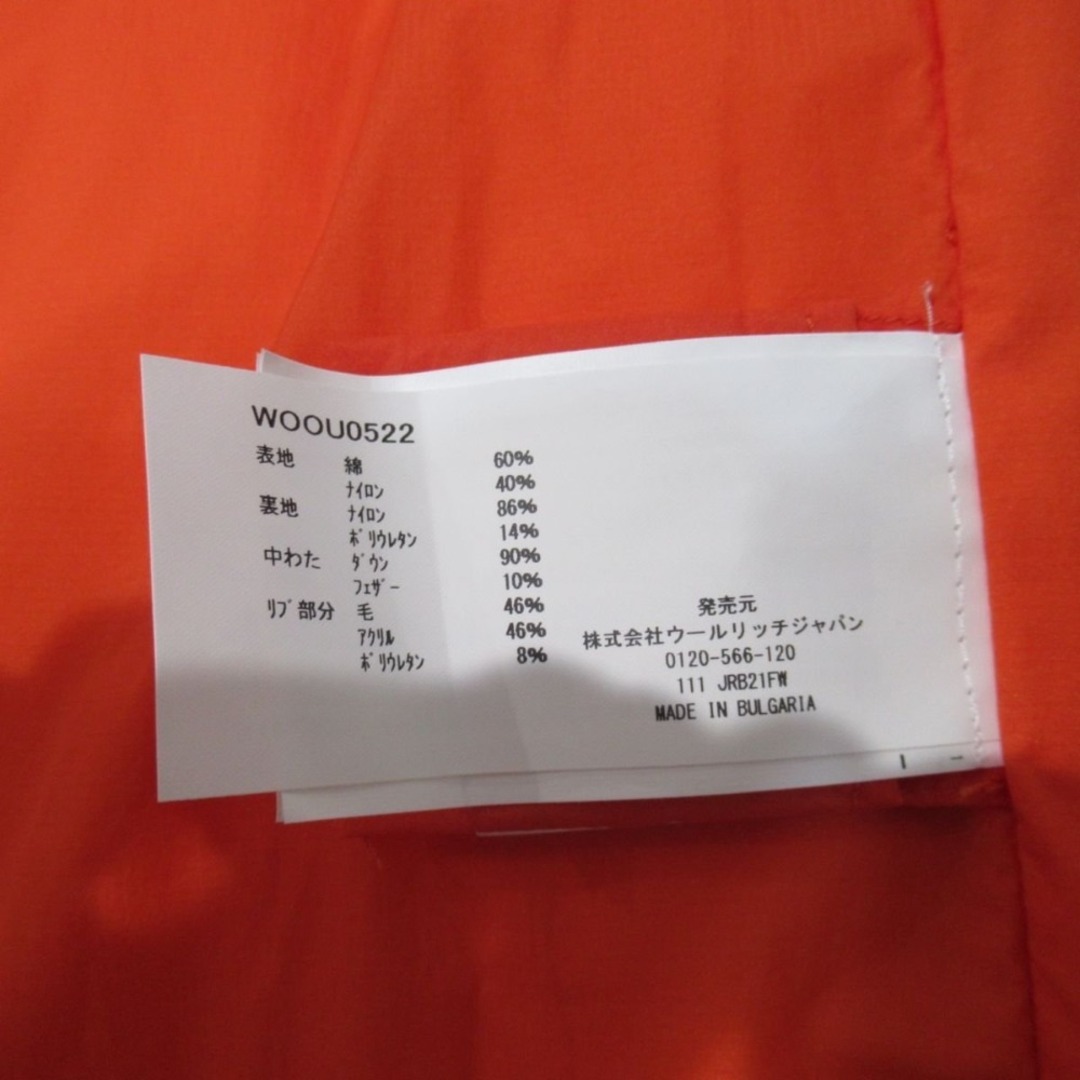 WOOU0522
表地 綿 60%
ﾅｲﾛﾝ 40%
裏地 ﾅｲﾛﾝ 86%
ﾎﾟﾘｳﾚﾀﾝ 14%
中わた ﾀﾞｳﾝ 90%
ﾌｪｻﾞｰ 10%
ﾘﾌﾞ部分 毛 46%
ｱｸﾘﾙ 46%
ﾎﾟﾘｳﾚﾀﾝ 8%
発売元
株式会社ウールリッチジャパン
0120-566-120
111 JRB21FW
MADE IN BULGARIA